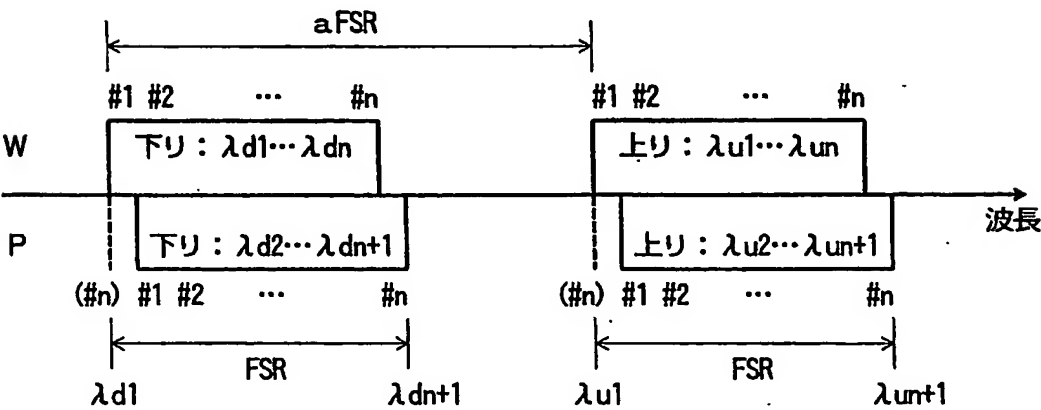 aFSR
#1 #2 … #n #1 #2 … #n
W 下り：λd1…λdn 上り：λu1…λun
波長
P 下り：λd2…λdn+1 上り：λu2…λun+1
(#n) #1 #2 … #n (#n) #1 #2 … #n
FSR FSR
λd1 λdn+1 λu1 λun+1